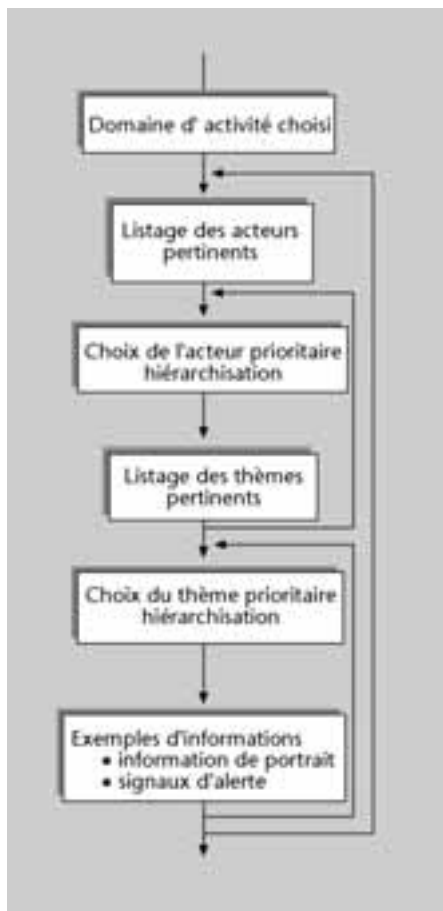 Domaine d' activité choisi
Listage des acteurs
pertinents
Choix de l'acteur prioritaire
hiérarchisation
Listage des thèmes
pertinents
Choix du thème prioritaire
hiérarchisation
Exemples d'informations
• information de portrait
• signaux d'alerte